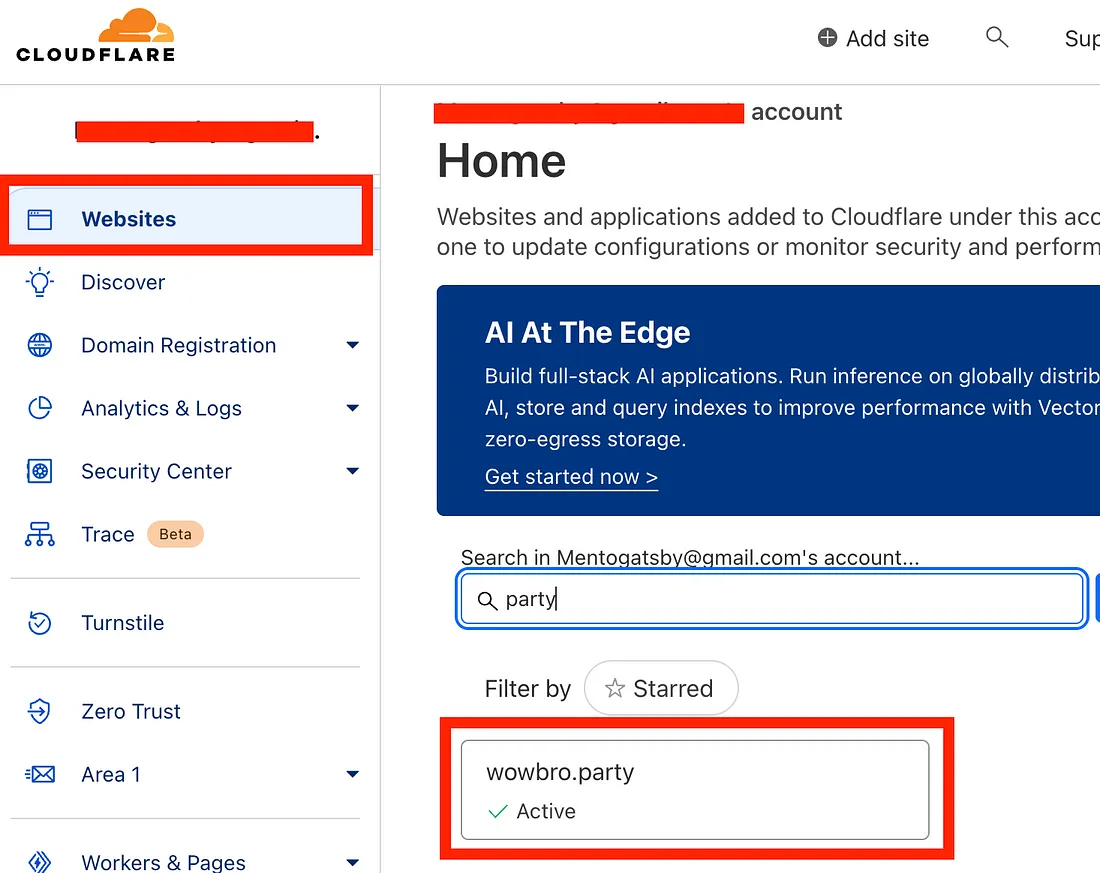 CLOUDFLARE
Add site
Sup
account
Websites
Discover
Domain Registration
Analytics & Logs
Security Center
Trace Beta
Turnstile
Zero Trust
Area 1
Workers & Pages
Home
Websites and applications added to Cloudflare under this acc
one to update configurations or monitor security and perform
AI At The Edge
Build full-stack AI applications. Run inference on globally distrib
AI, store and query indexes to improve performance with Vector
zero-egress storage.
Get started now >
Search in Mentogatsby@gmail.com's account...
party
Filter by Starred
wowbro.party
Active